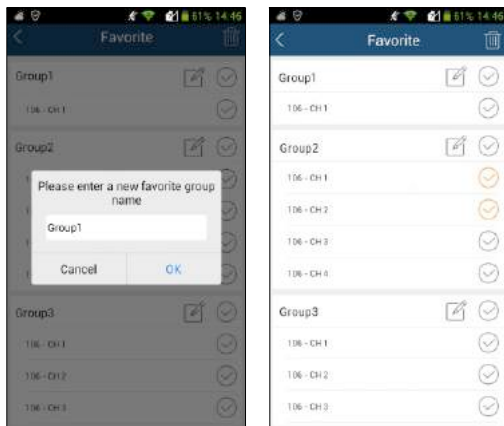 61% 14:46
Favorite
Group1
106 - CH 1
Group2
Please enter a new favorite group
name
Group1
Cancel
OK
Group3
106 - CH 1
106 - CH 2
106 - CH 3
61% 14:46
Favorite
Group1
106 - CH 1
Group2
106 - CH 1
106 - CH 2
106 - CH 3
106 - CH 4
Group3
106 - CH 1
106 - CH 2
106 - CH 3